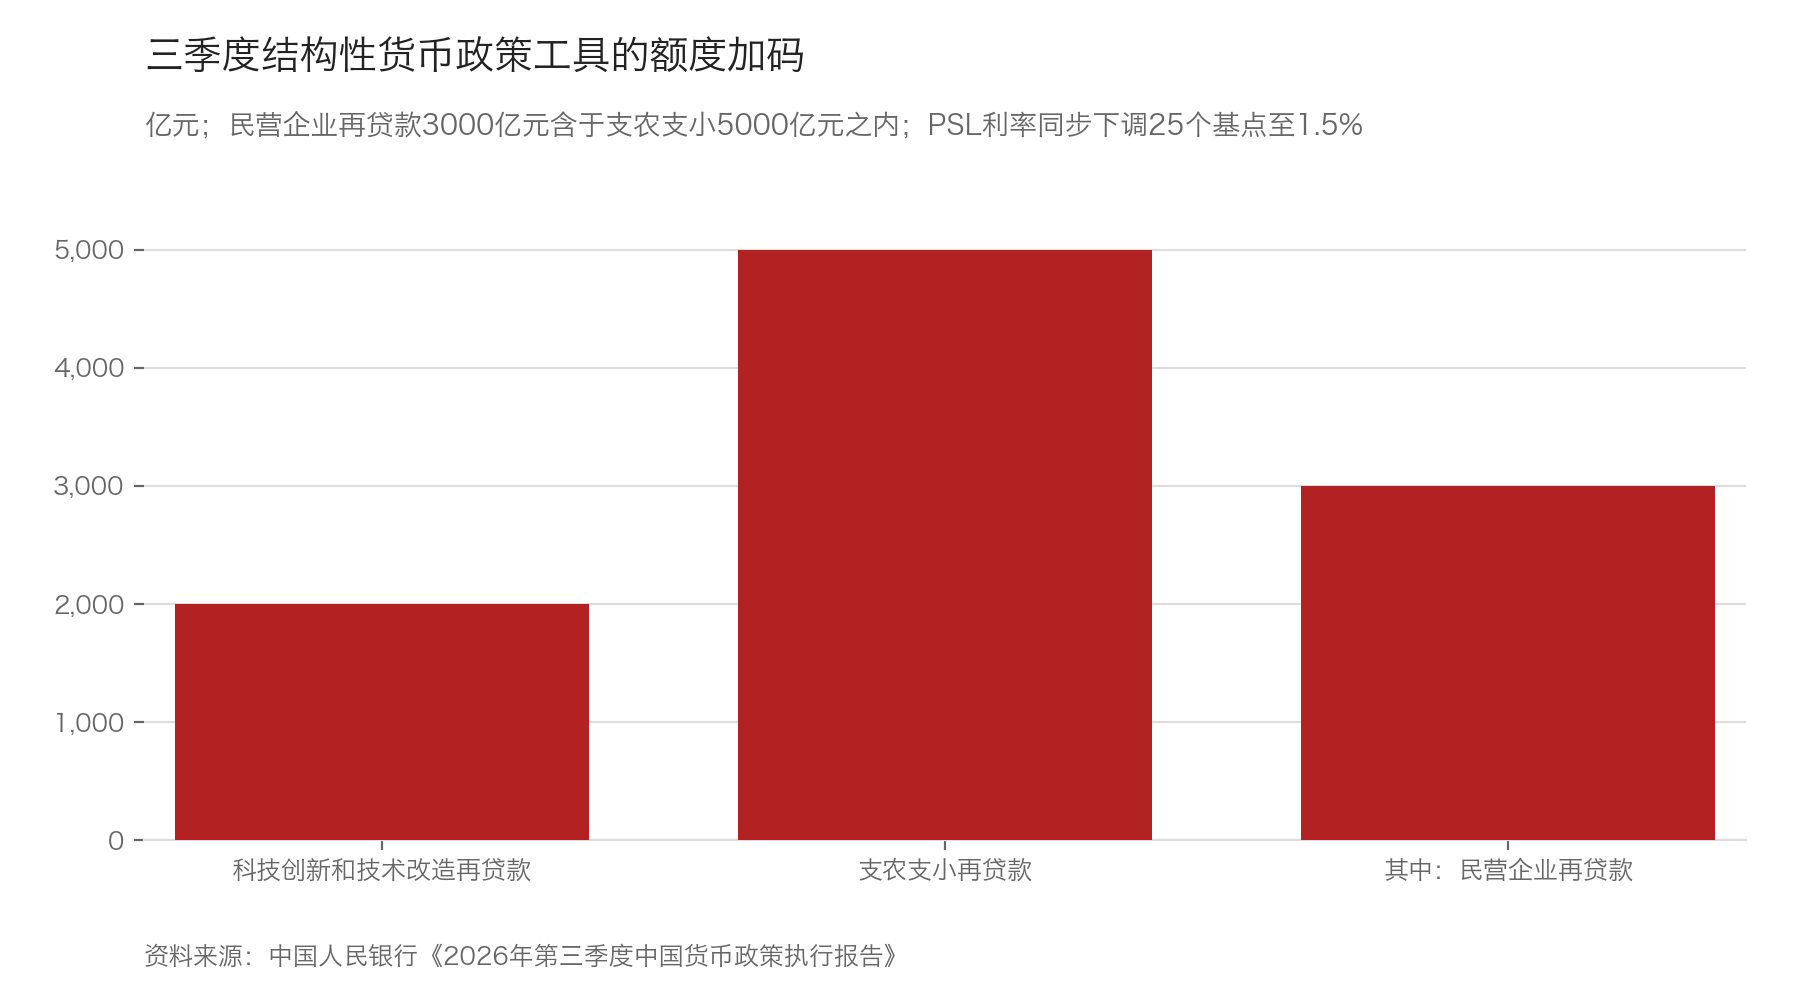 三季度结构性货币政策工具的额度加码
亿元；民营企业再贷款3000亿元含于支农支小5000亿元之内；PSL利率同步下调25个基点至1.5%
5,000
4,000
3,000
2,000
1,000
0
科技创新和技术改造再贷款
支农支小再贷款
其中：民营企业再贷款
资料来源：中国人民银行《2026年第三季度中国货币政策执行报告》